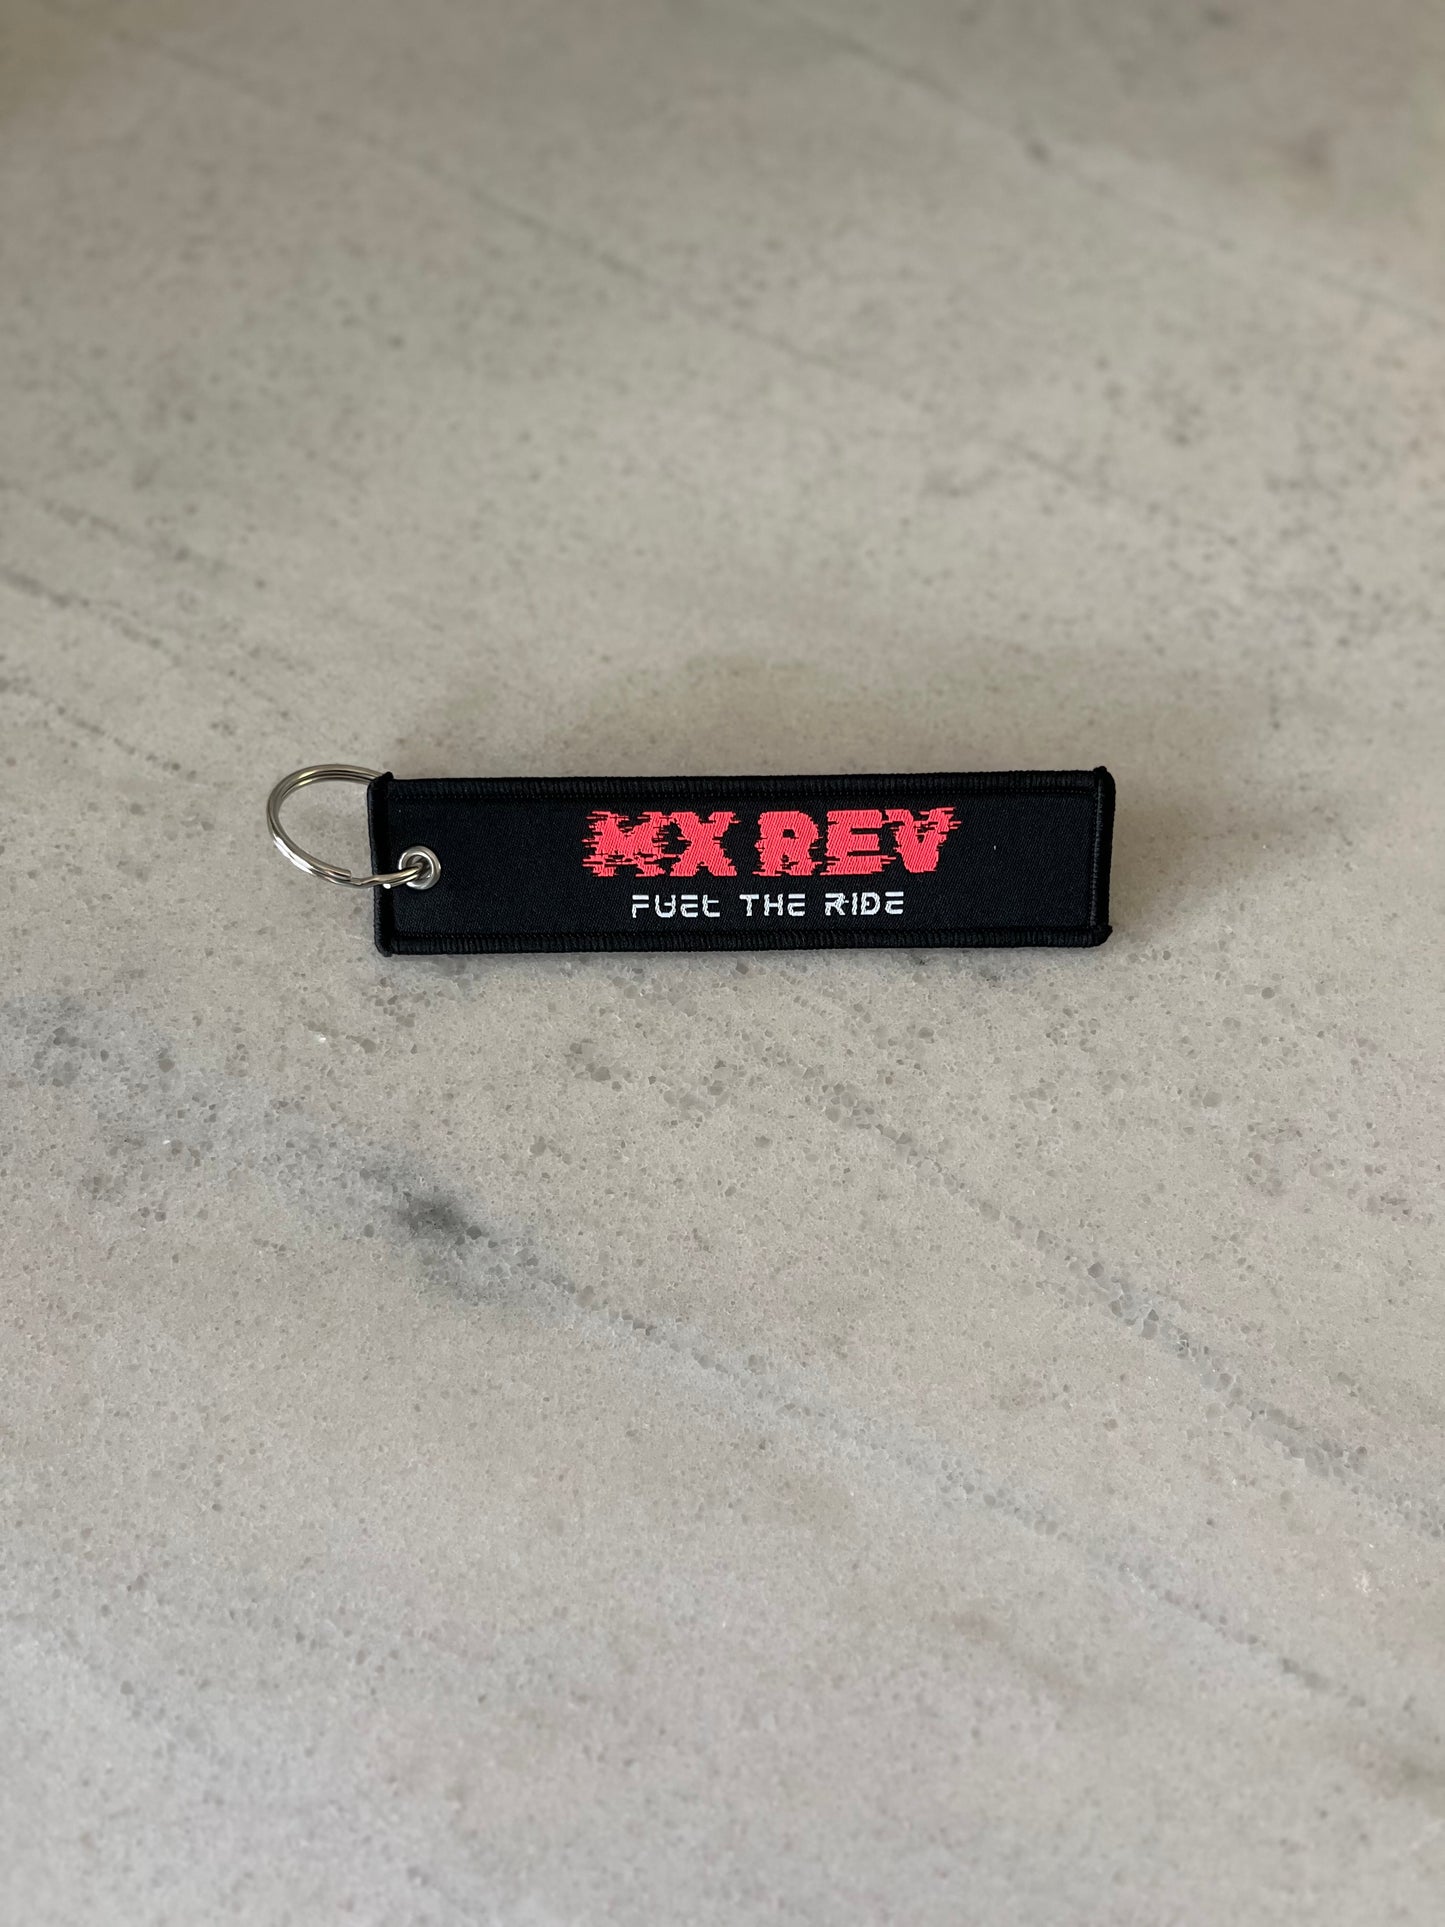 MX REV
FUEL THE RIDE